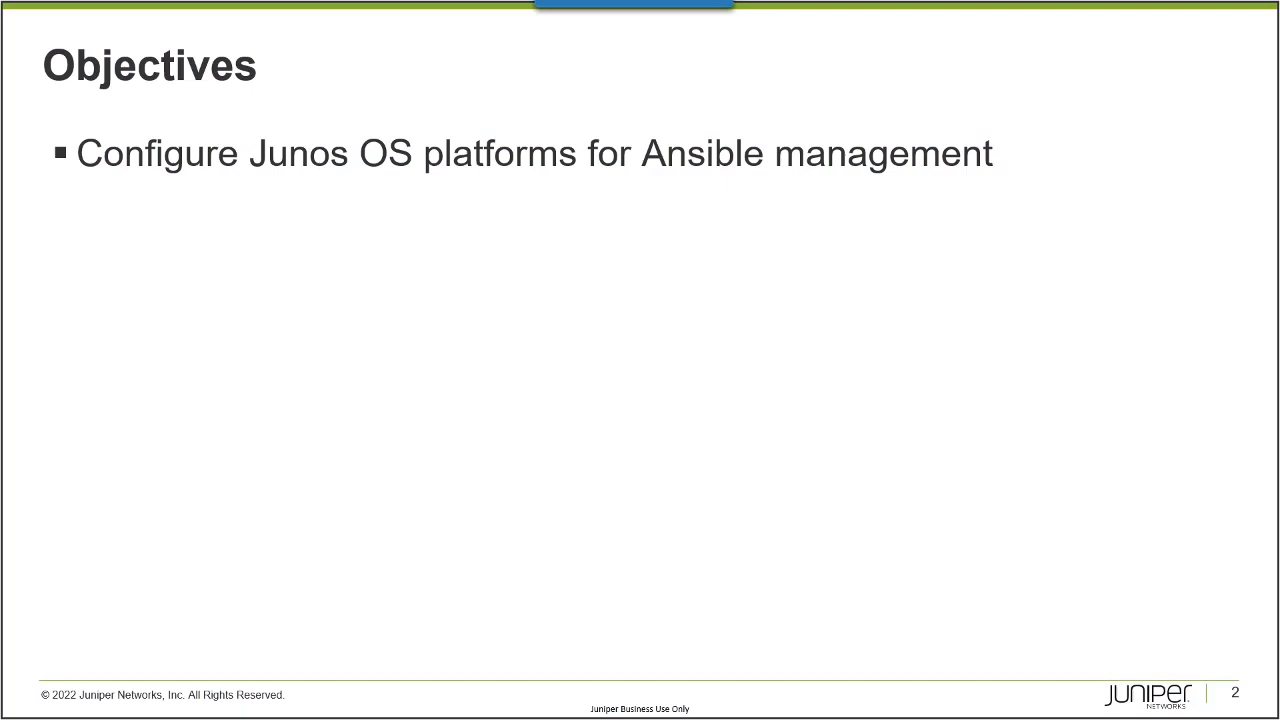 Objectives
▪ Configure Junos OS platforms for Ansible management
© 2022 Juniper Networks, Inc. All Rights Reserved.
Juniper Business Use Only
JUNIPER
NETWORKS
2